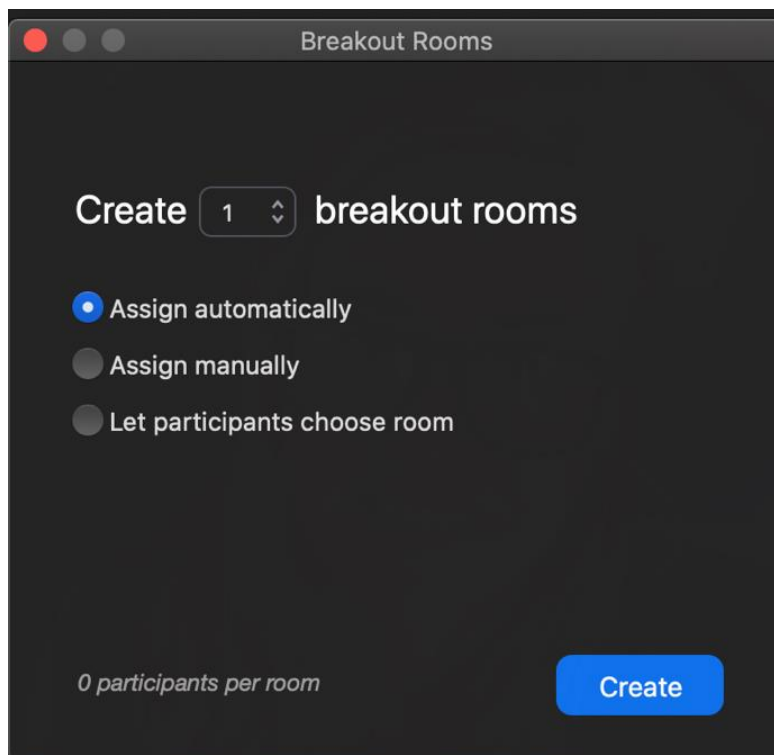 Breakout Rooms
Create 1 breakout rooms
Assign automatically
Assign manually
Let participants choose room
0 participants per room
Create